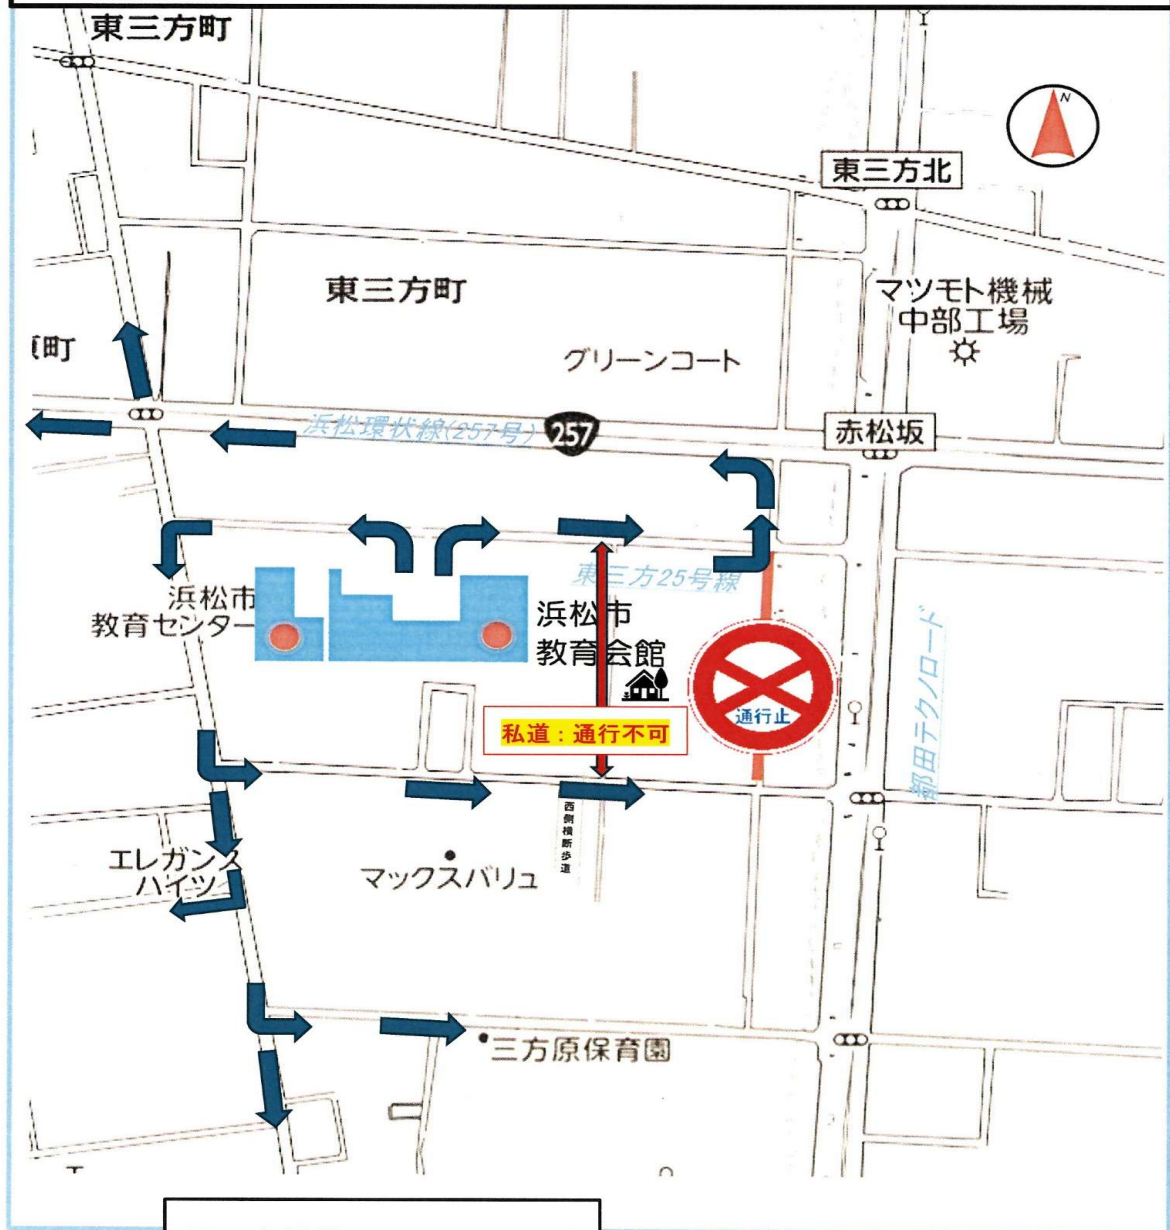 東三方町
N
東三方北
東三方町
マツモト機械
中部工場
町
グリーンコート
浜松環状線(257号)
257
赤松坂
東三方25号線
浜松市
教育センター
浜松市
教育会館
都田テクノロード
通行止
私道：通行不可
西側横断歩道
エレガンス
ハイツ
マックスバリュ
三方原保育園